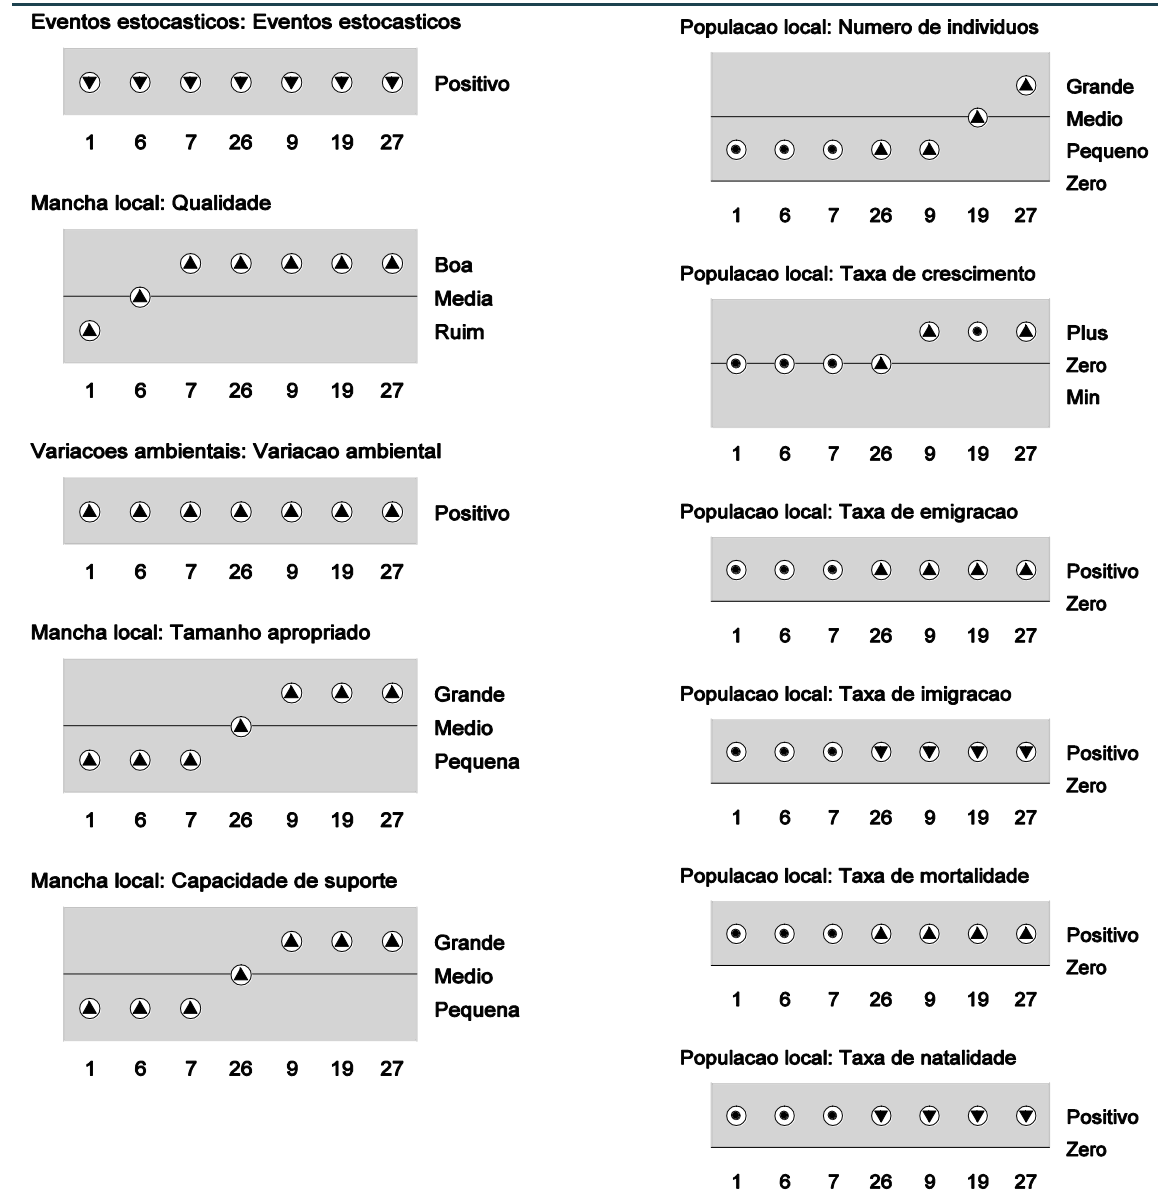 Eventos estocasticos: Eventos estocasticos
Positivo
1 6 7 26 9 19 27
Mancha local: Qualidade
Boa
Media
Ruim
1 6 7 26 9 19 27
Variacoes ambientais: Variacao ambiental
Positivo
1 6 7 26 9 19 27
Mancha local: Tamanho apropriado
Grande
Medio
Pequena
1 6 7 26 9 19 27
Mancha local: Capacidade de suporte
Grande
Medio
Pequena
1 6 7 26 9 19 27
Populacao local: Numero de individuos
Grande
Medio
Pequeno
Zero
1 6 7 26 9 19 27
Populacao local: Taxa de crescimento
Plus
Zero
Min
1 6 7 26 9 19 27
Populacao local: Taxa de emigracao
Positivo
Zero
1 6 7 26 9 19 27
Populacao local: Taxa de imigracao
Positivo
Zero
1 6 7 26 9 19 27
Populacao local: Taxa de mortalidade
Positivo
Zero
1 6 7 26 9 19 27
Populacao local: Taxa de natalidade
Positivo
Zero
1 6 7 26 9 19 27